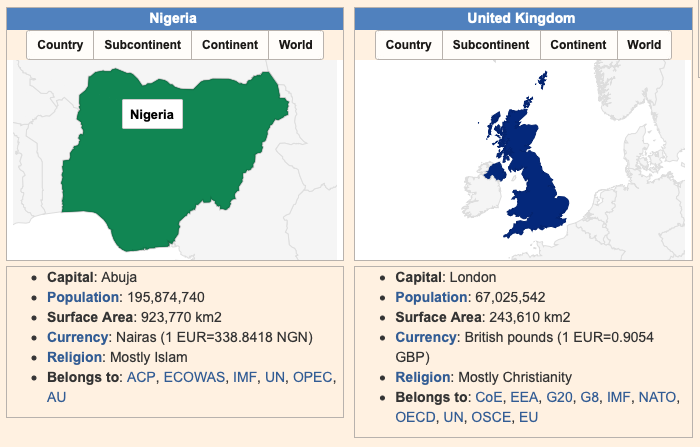 Nigeria
Country Subcontinent Continent World
Nigeria
Capital: Abuja
Population: 195,874,740
Surface Area: 923,770 km2
Currency: Nairas (1 EUR=338.8418 NGN)
Religion: Mostly Islam
Belongs to: ACP, ECOWAS, IMF, UN, OPEC,
AU
United Kingdom
Country Subcontinent Continent World
Capital: London
Population: 67,025,542
Surface Area: 243,610 km2
Currency: British pounds (1 EUR=0.9054
GBP)
Religion: Mostly Christianity
Belongs to: CoE, EEA, G20, G8, IMF, NATO,
OECD, UN, OSCE, EU